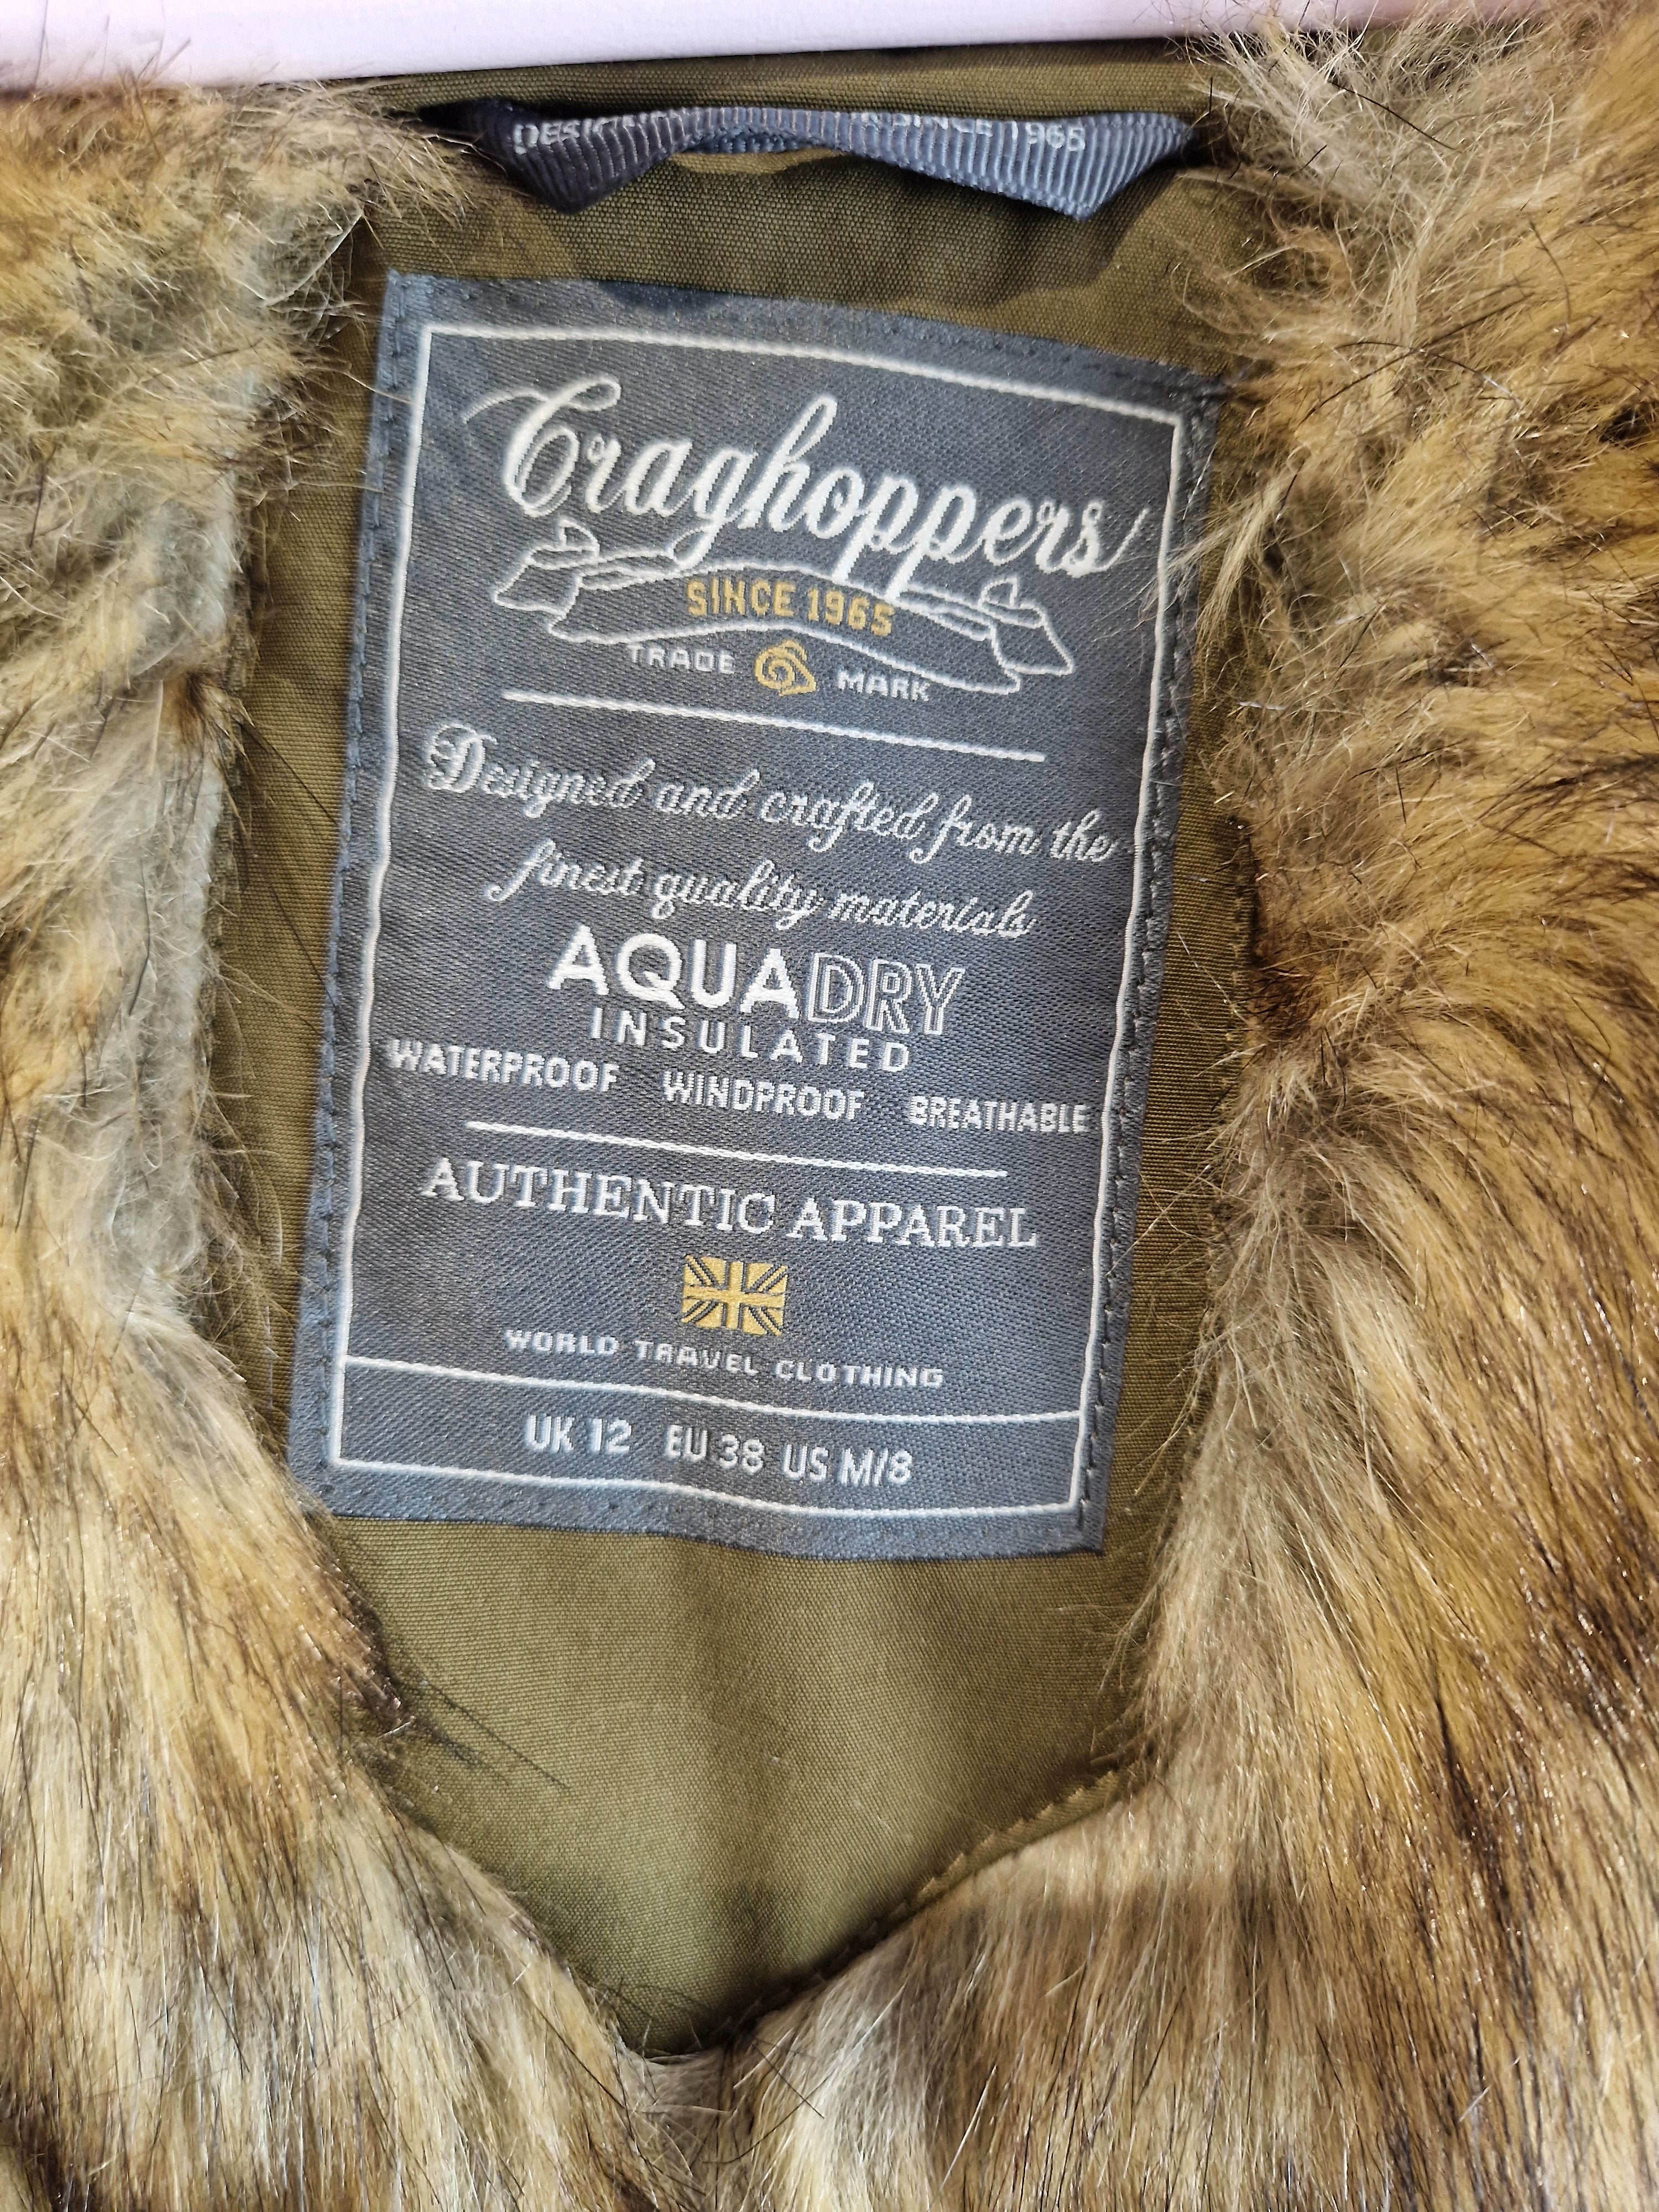 SINCE 1965
Craghoppers
SINCE 1965
TRADE MARK
Designed and crafted from the
finest quality materials
AQUADRY
INSULATED
WATERPROOF WINDPROOF BREATHABLE
AUTHENTIC APPAREL
WORLD TRAVEL CLOTHING
UK 12 EU 38 US M/8